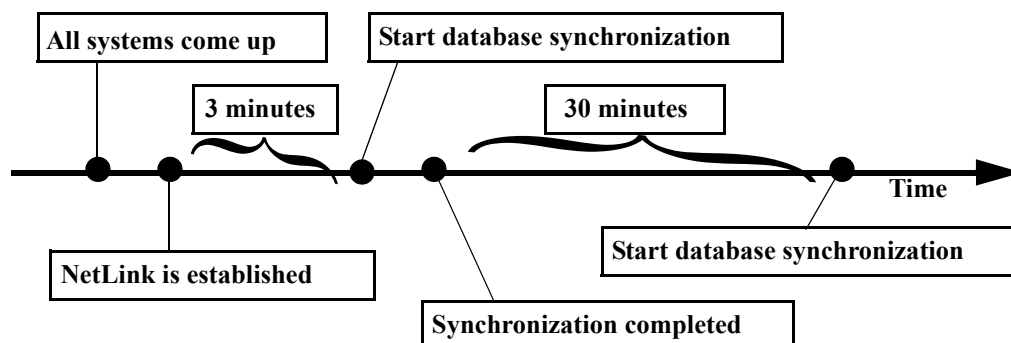 All systems come up
Start database synchronization
3 minutes
30 minutes
Time
NetLink is established
Start database synchronization
Synchronization completed